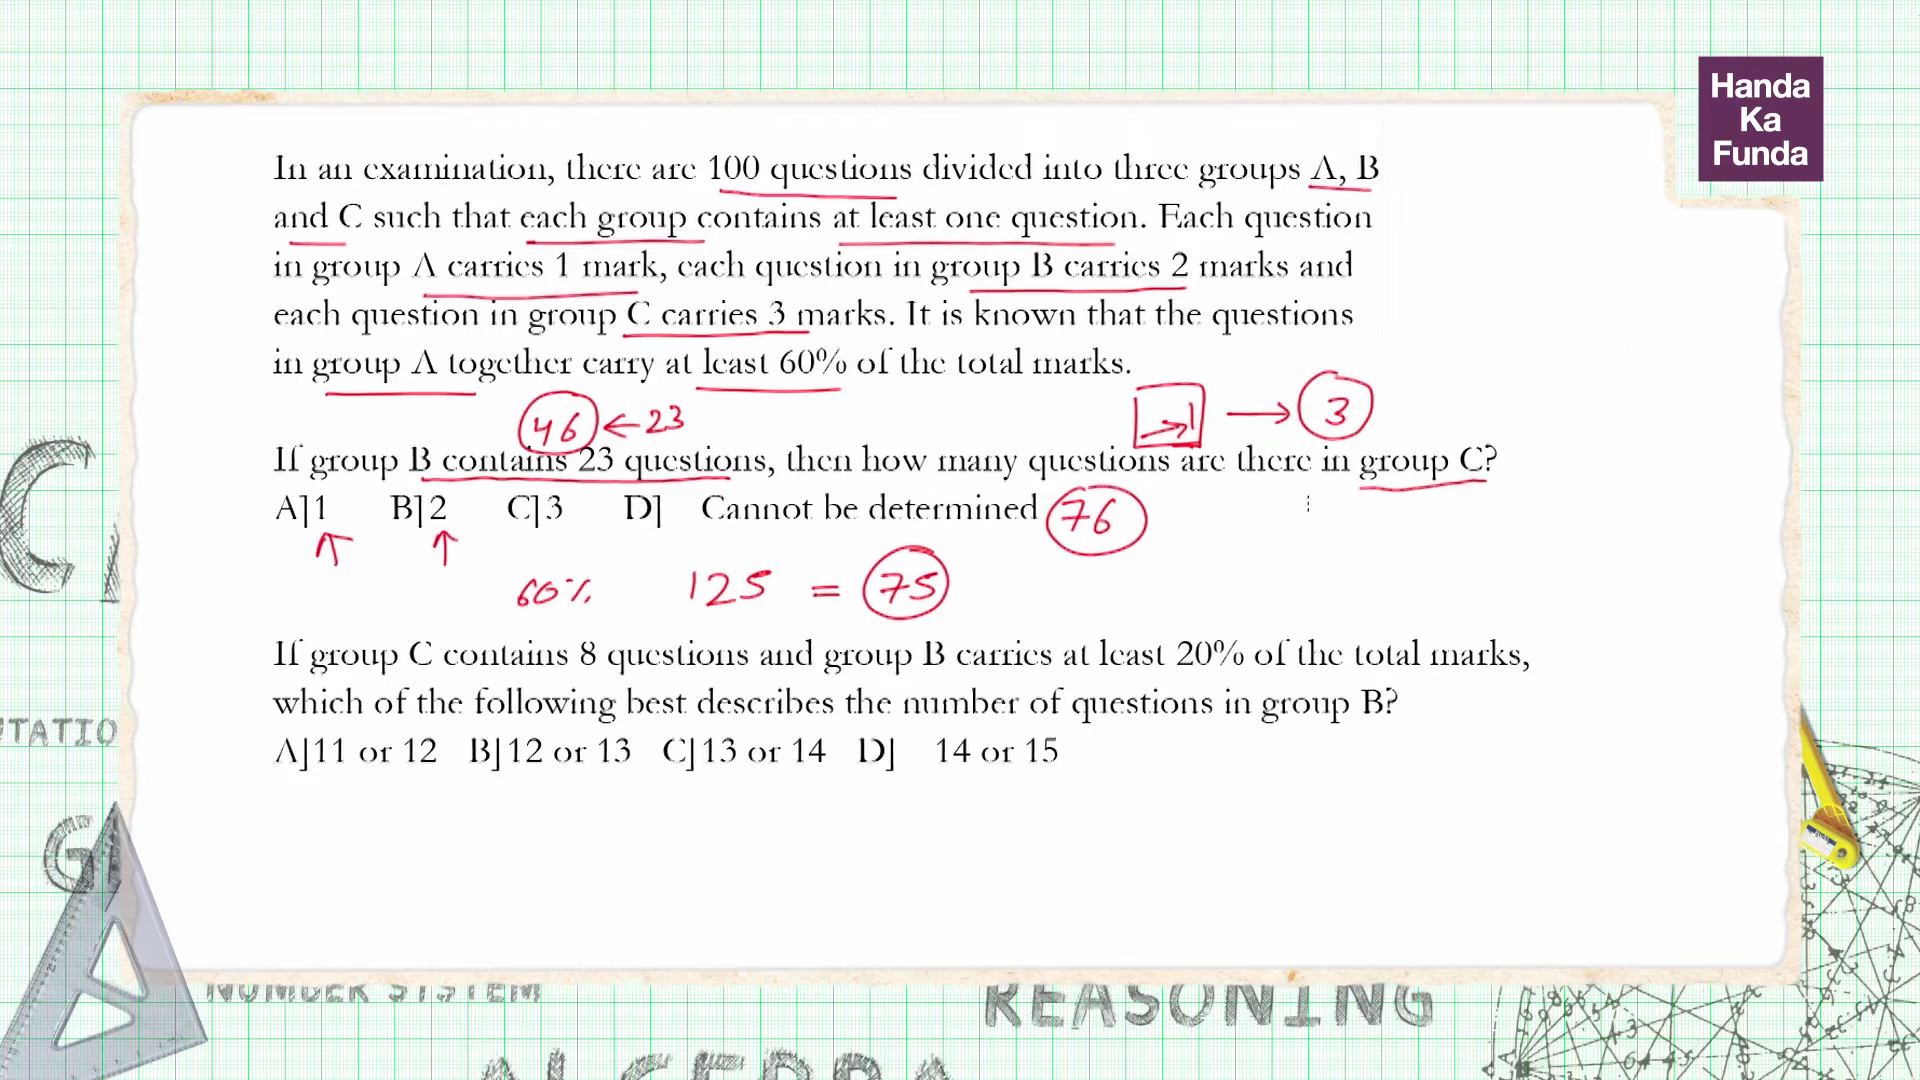 Handa
Ka
Funda
In an examination, there are 100 questions divided into three groups A, B
and C such that each group contains at least one question. Each question
in group A carries 1 mark, each question in group B carries 2 marks and
each question in group C carries 3 marks. It is known that the questions
in group A together carry at least 60% of the total marks.
46 ← 23 → 1 → 3
If group B contains 23 questions, then how many questions are there in group C?
A]1 B]2 C]3 D] Cannot be determined 76
60% 125 = 75
If group C contains 8 questions and group B carries at least 20% of the total marks,
which of the following best describes the number of questions in group B?
A]11 or 12 B]12 or 13 C]13 or 14 D] 14 or 15
NUMBER SYSTEM
REASONING
ALGEBRA